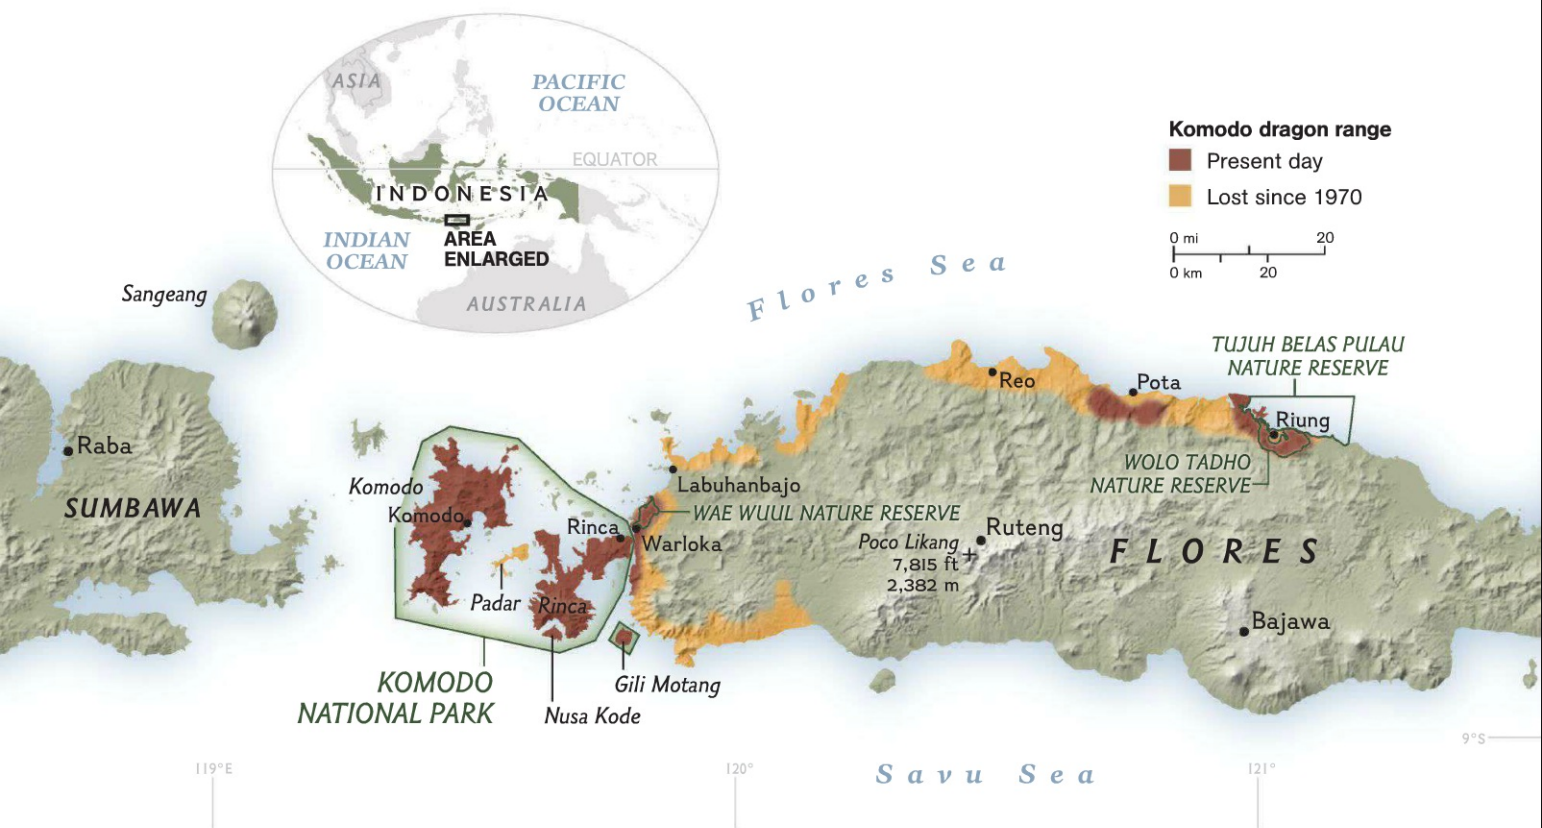 ASIA
PACIFIC
OCEAN
EQUATOR
INDONESIA
INDIAN
OCEAN
AREA
ENLARGED
AUSTRALIA
Komodo dragon range
Present day
Lost since 1970
0 mi 20
0 km 20
Flores Sea
Sangeang
TUJUH BELAS PULAU
NATURE RESERVE
Reo
Pota
Riung
Raba
SUMBAWA
WOLO TADHO
NATURE RESERVE
Komodo
Komodo
Labuhanbajo
WAE WUUL NATURE RESERVE
Rinca
Warloka
Ruteng
Poco Likang
7,815 ft
2,382 m
FLORES
Padar
Rinca
Bajawa
KOMODO
NATIONAL PARK
Gili Motang
Nusa Kode
9°S
119°E
120°
121°
Savu Sea